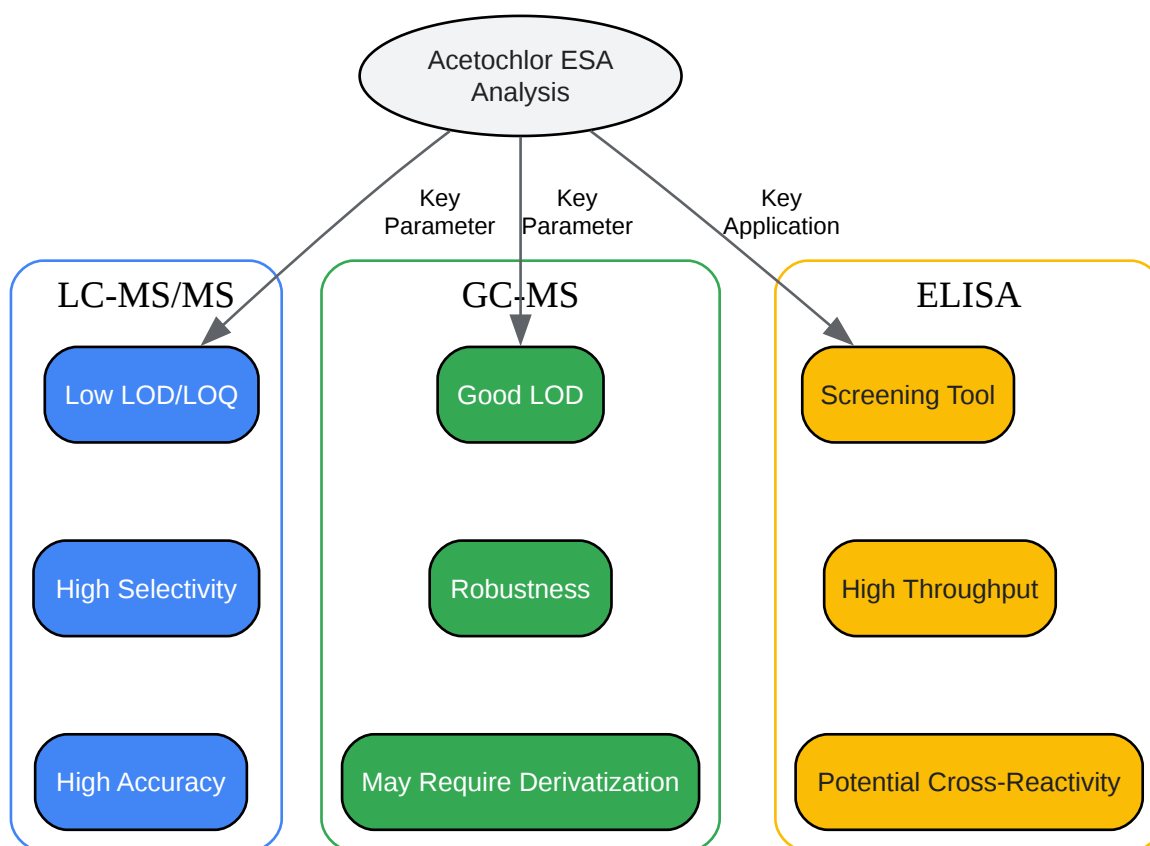 Acetochlor ESA
Analysis
Key
Parameter
Key
Parameter
Key
Application
LC-MS/MS
GC-MS
ELISA
Low LOD/LOQ
Good LOD
Screening Tool
High Selectivity
Robustness
High Throughput
High Accuracy
May Require Derivatization
Potential Cross-Reactivity